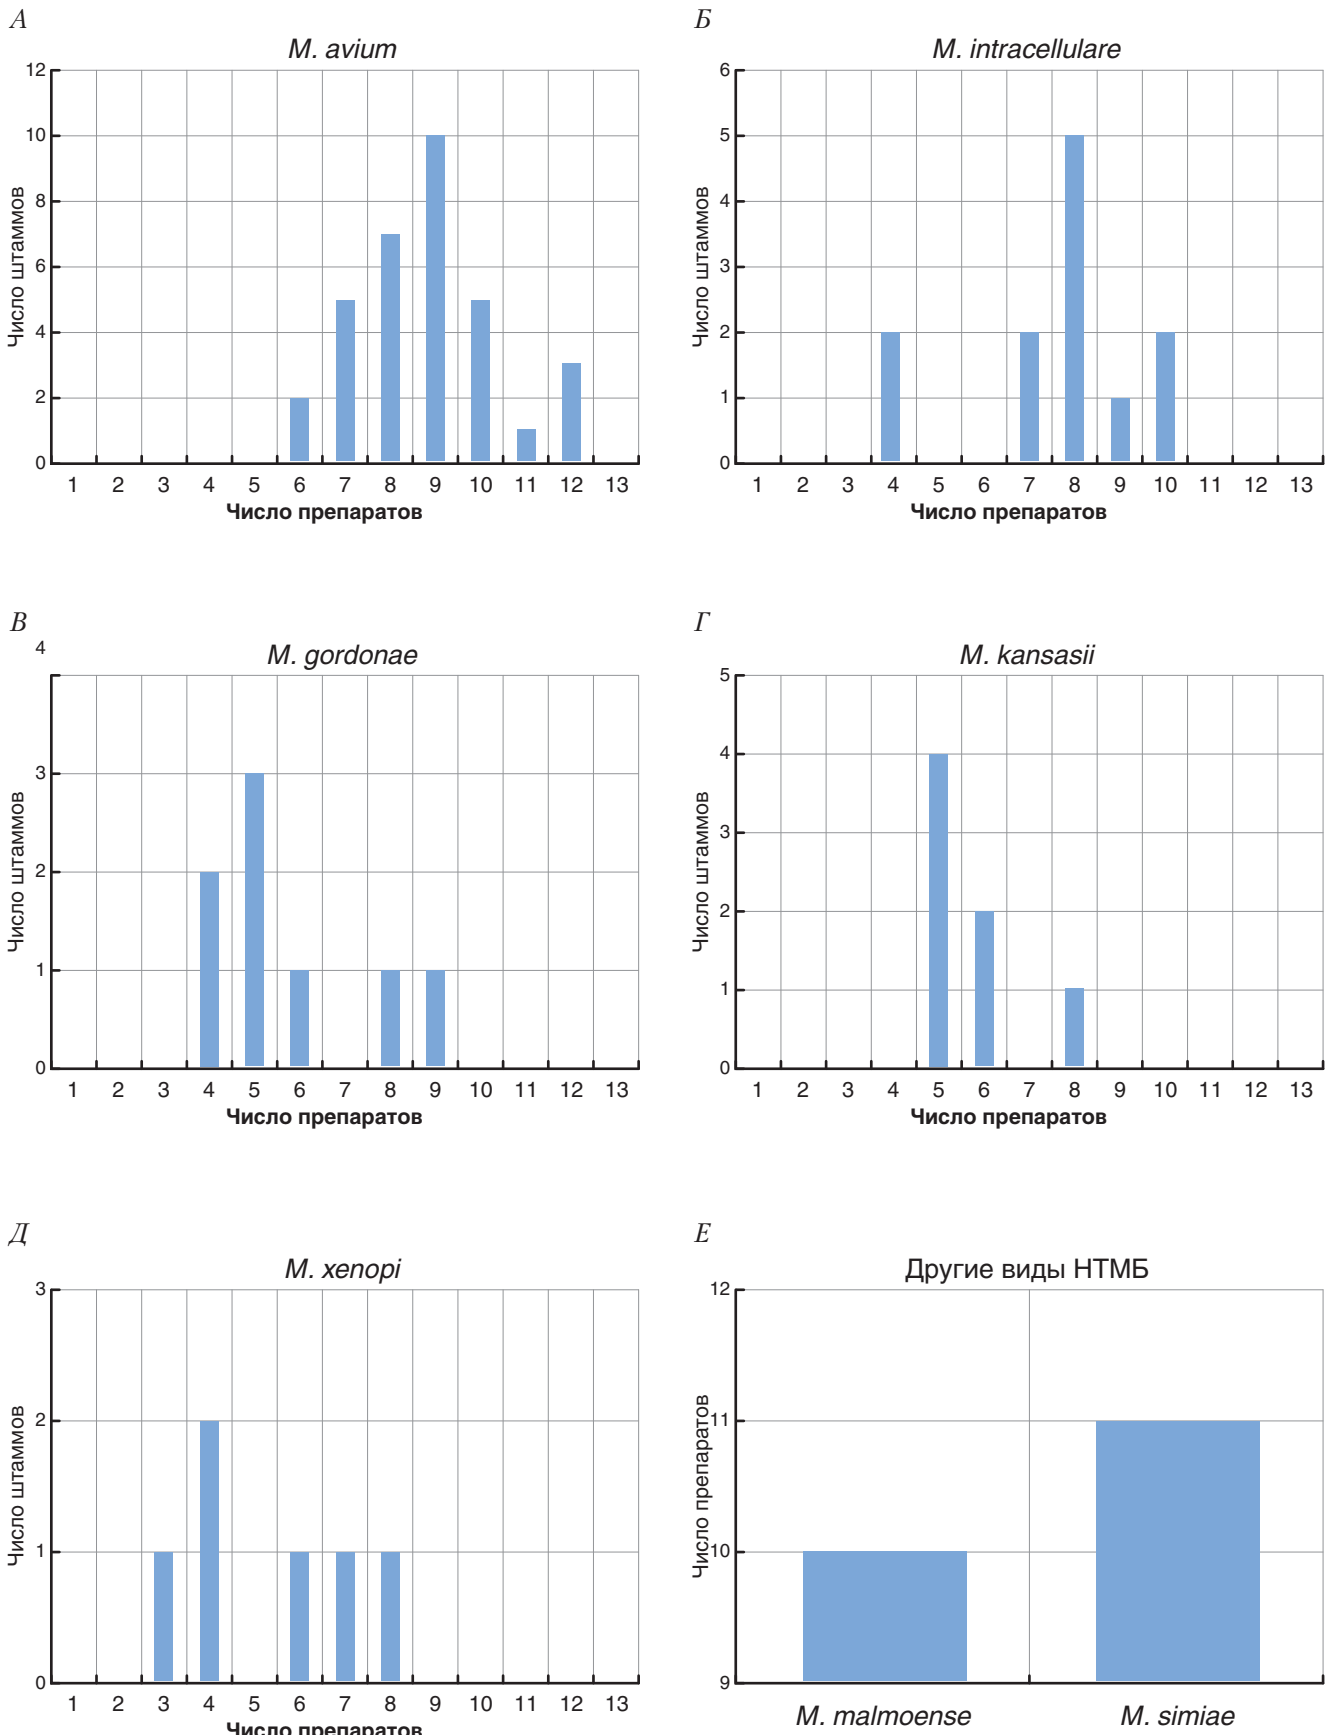 А
M. avium
12
10
8
6
4
2
0
Число штаммов
1 2 3 4 5 6 7 8 9 10 11 12 13
Число препаратов
Б
M. intracellulare
6
5
4
3
2
1
0
Число штаммов
1 2 3 4 5 6 7 8 9 10 11 12 13
Число препаратов
В
M. gordonae
4
3
2
1
0
Число штаммов
1 2 3 4 5 6 7 8 9 10 11 12 13
Число препаратов
Г
M. kansasii
5
4
3
2
1
0
Число штаммов
1 2 3 4 5 6 7 8 9 10 11 12 13
Число препаратов
Д
M. xenopi
3
2
1
0
Число штаммов
1 2 3 4 5 6 7 8 9 10 11 12 13
Число препаратов
Е
Другие виды НТМБ
12
11
10
9
Число препаратов
M. malmoense M. simiae